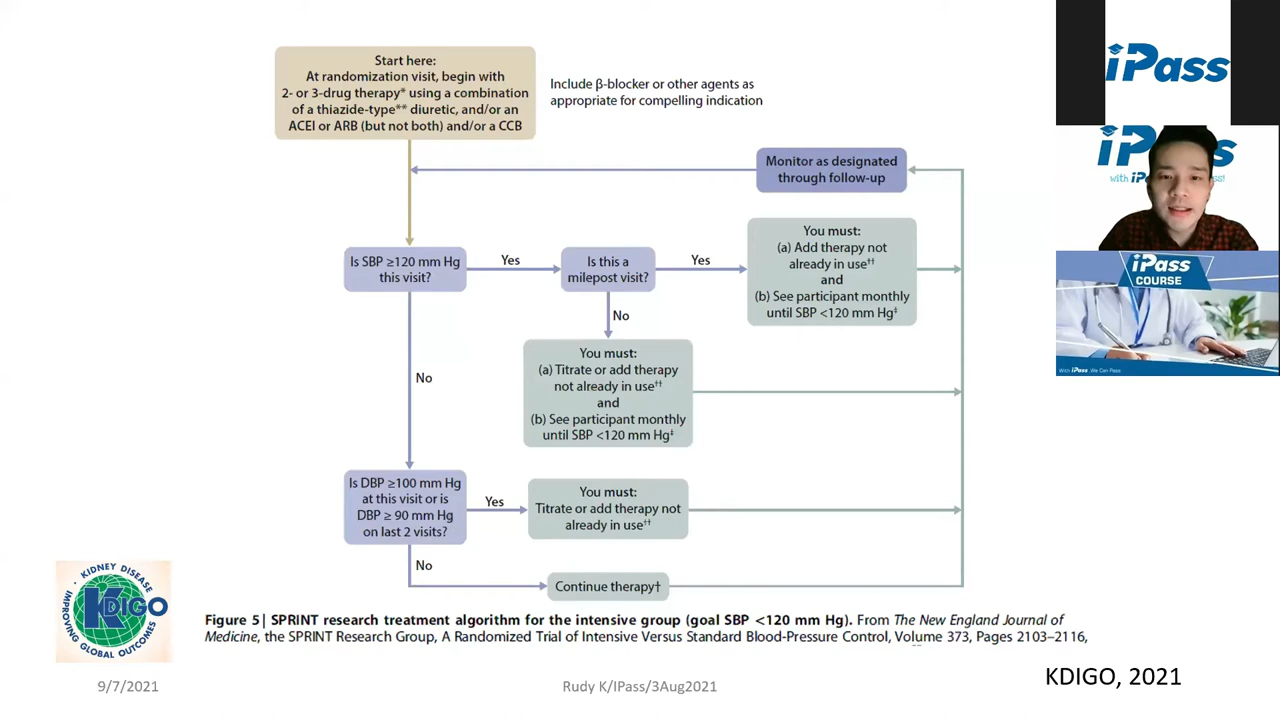 Start here:
At randomization visit, begin with
2- or 3-drug therapy* using a combination
of a thiazide-type** diuretic, and/or an
ACEI or ARB (but not both) and/or a CCB
Include β-blocker or other agents as
appropriate for compelling indication
Monitor as designated
through follow-up
Is SBP ≥120 mm Hg
this visit?
Yes
Is this a
milepost visit?
Yes
You must:
(a) Add therapy not
already in use††
and
(b) See participant monthly
until SBP <120 mm Hg‡
No
You must:
(a) Titrate or add therapy
not already in use††
and
(b) See participant monthly
until SBP <120 mm Hg‡
No
Is DBP ≥100 mm Hg
at this visit or is
DBP ≥ 90 mm Hg
on last 2 visits?
Yes
You must:
Titrate or add therapy not
already in use††
No
Continue therapy†
Figure 5 | SPRINT research treatment algorithm for the intensive group (goal SBP <120 mm Hg). From The New England Journal of
Medicine, the SPRINT Research Group, A Randomized Trial of Intensive Versus Standard Blood-Pressure Control, Volume 373, Pages 2103–2116,
KIDNEY DISEASE
KDIGO
IMPROVING GLOBAL OUTCOMES
9/7/2021
Rudy K/IPass/3Aug2021
KDIGO, 2021
iPass
iPass
COURSE
With iPass ,We Can Pass